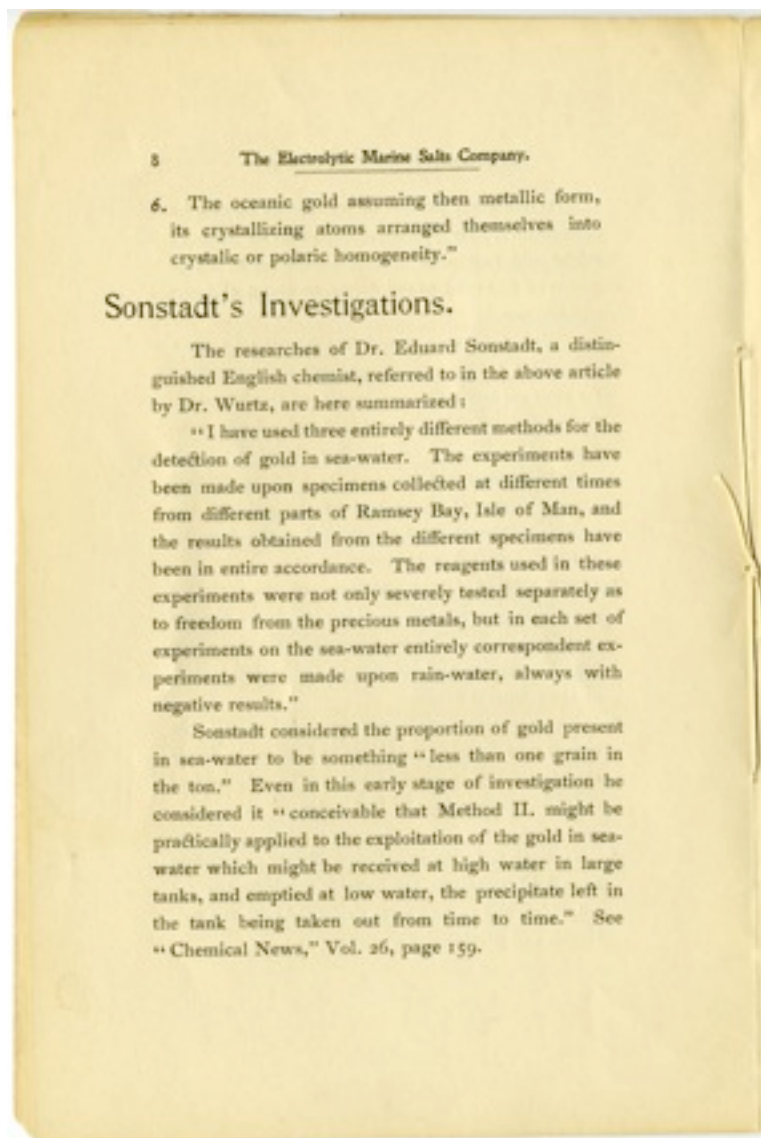 8 The Electrolytic Marine Salts Company.
6. The oceanic gold assuming then metallic form,
its crystallizing atoms arranged themselves into
crystalic or polaric homogeneity."
Sonstadt's Investigations.
The researches of Dr. Eduard Sonstadt, a distin-
guished English chemist, referred to in the above article
by Dr. Wurtz, are here summarized:
"I have used three entirely different methods for the
detection of gold in sea-water. The experiments have
been made upon specimens collected at different times
from different parts of Ramsey Bay, Isle of Man, and
the results obtained from the different specimens have
been in entire accordance. The reagents used in these
experiments were not only severely tested separately as
to freedom from the precious metals, but in each set of
experiments on the sea-water entirely correspondent ex-
periments were made upon rain-water, always with
negative results."
Sonstadt considered the proportion of gold present
in sea-water to be something "less than one grain in
the ton." Even in this early stage of investigation he
considered it "conceivable that Method II. might be
practically applied to the exploitation of the gold in sea-
water which might be received at high water in large
tanks, and emptied at low water, the precipitate left in
the tank being taken out from time to time." See
"Chemical News," Vol. 26, page 159.